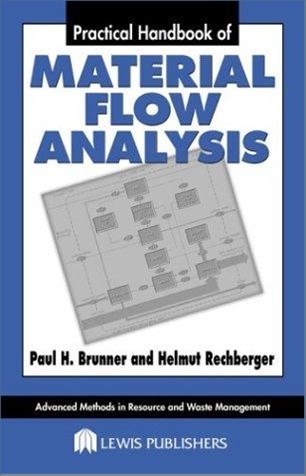 Practical Handbook of
MATERIAL
FLOW
ANALYSIS
Paul H. Brunner and Helmut Rechberger
Advanced Methods in Resource and Waste Management
LEWIS PUBLISHERS